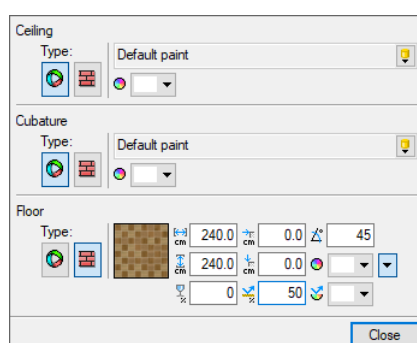 Ceiling
Type:
Default paint
Cubature
Type:
Default paint
Floor
Type:
cm 240.0 cm 0.0 45
cm 240.0 cm 0.0
% 0 % 50
Close